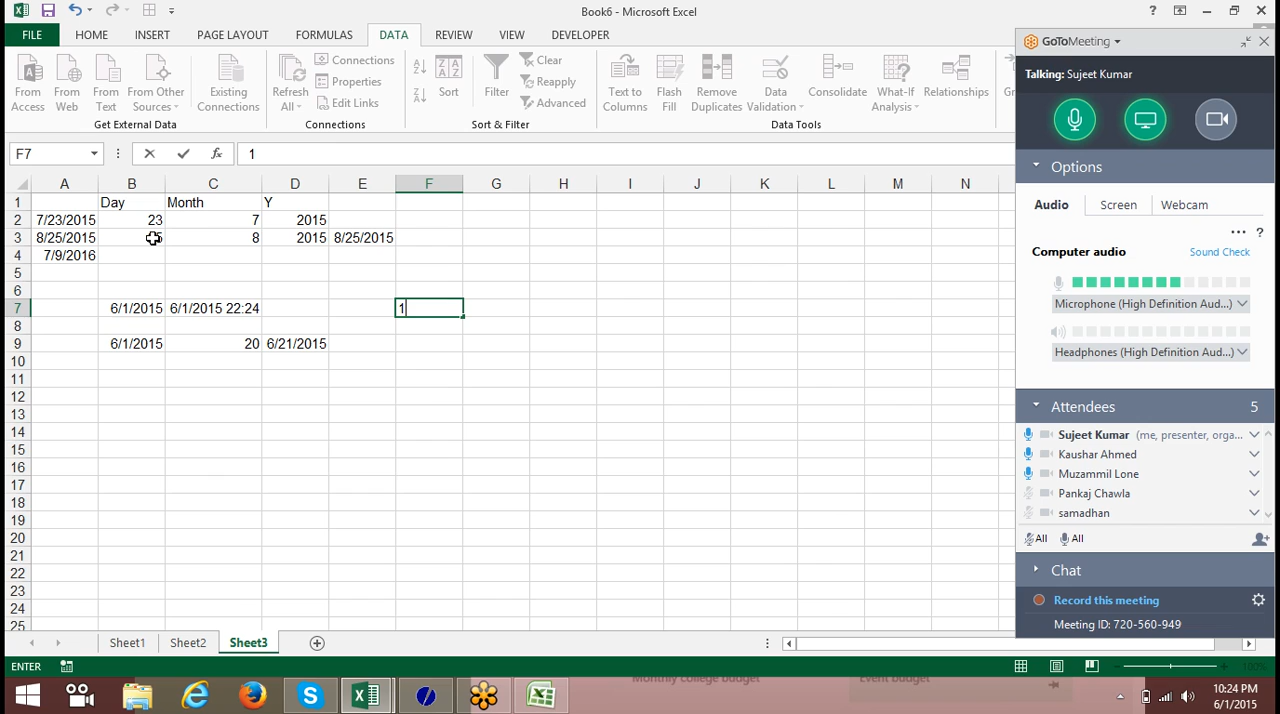 Book6 - Microsoft Excel
FILE HOME INSERT PAGE LAYOUT FORMULAS DATA REVIEW VIEW DEVELOPER
From Access
From Web
From Text
From Other Sources
Existing Connections
Refresh All
Connections
Properties
Edit Links
Sort
Filter
Clear
Reapply
Advanced
Text to Columns
Flash Fill
Remove Duplicates
Data Validation
Consolidate
What-If Analysis
Relationships
Get External Data Connections Sort & Filter Data Tools
F7 fx 1
A B C D E F G H I J K L M N
1 Day Month Y
2 7/23/2015 23 7 2015
3 8/25/2015 8 2015 8/25/2015
4 7/9/2016
5
6
7 6/1/2015 6/1/2015 22:24 1
8
9 6/1/2015 20 6/21/2015
10
11
12
13
14
15
16
17
18
19
20
21
22
23
24
25
Sheet1 Sheet2 Sheet3
ENTER 100%
GoToMeeting
Talking: Sujeet Kumar
Options
Audio Screen Webcam
... ?
Computer audio Sound Check
Microphone (High Definition Aud...)
Headphones (High Definition Aud...)
Attendees 5
Sujeet Kumar (me, presenter, orga...
Kaushar Ahmed
Muzammil Lone
Pankaj Chawla
samadhan
All All
Chat
Record this meeting
Meeting ID: 720-560-949
Monthly college budget Event budget
10:24 PM
6/1/2015